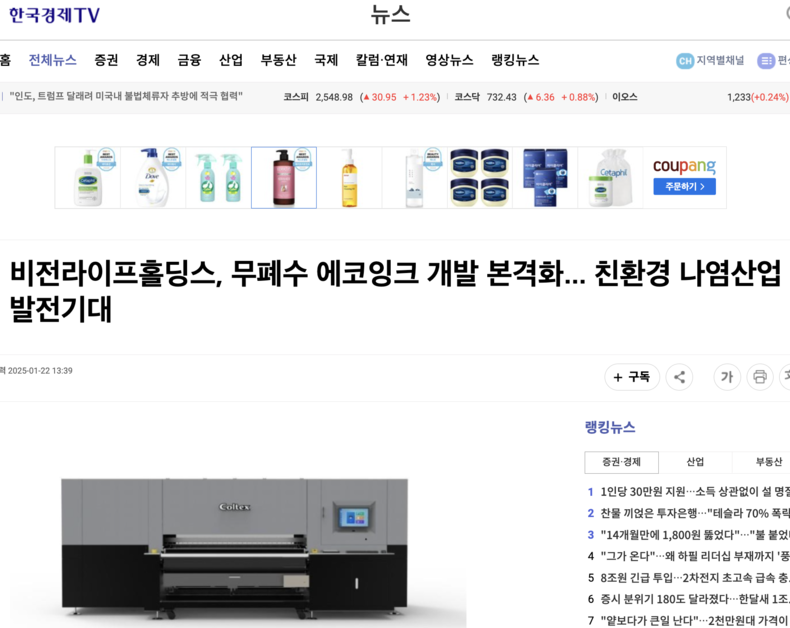 한국경제TV
뉴스
홈 전체뉴스 증권 경제 금융 산업 부동산 국제 칼럼·연재 영상뉴스 랭킹뉴스
CH 지역별채널 편성
"인도, 트럼프 달래려 미국내 불법체류자 추방에 적극 협력"
코스피 2,548.98 (▲30.95 +1.23%) 코스닥 732.43 (▲6.36 +0.88%) 이오스 1,233(+0.24%)
Dove
Cetaphil
coupang
주문하기 >
비전라이프홀딩스, 무폐수 에코잉크 개발 본격화... 친환경 나염산업
발전기대
력 2025-01-22 13:39
+ 구독
가
랭킹뉴스
증권·경제 산업 부동산
1 1인당 30만원 지원…소득 상관없이 설 명절
2 찬물 끼얹은 투자은행…"테슬라 70% 폭락
3 "14개월만에 1,800원 뚫었다"…"불 붙었
4 "그가 온다"…왜 하필 리더십 부재까지 '풍
5 8조원 긴급 투입…2차전지 초고속 급속 충
6 증시 분위기 180도 달라졌다…한달새 1조
7 "얕보다가 큰일 난다"…2천만원대 가격이
Coltex